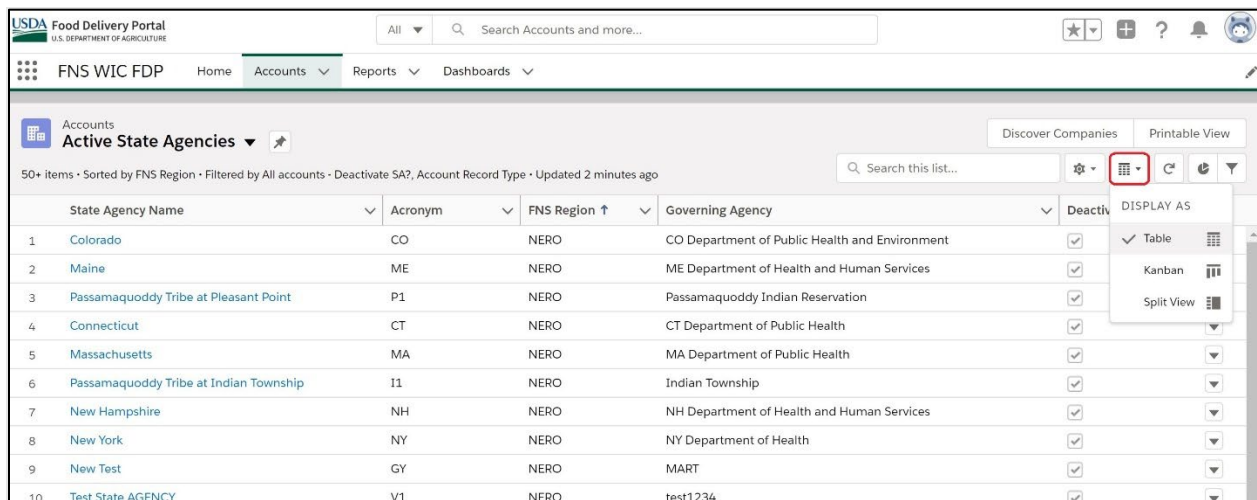 USDA Food Delivery Portal
U.S. DEPARTMENT OF AGRICULTURE
All Search Accounts and more...
FNS WIC FDP Home Accounts Reports Dashboards
Accounts
Active State Agencies
Discover Companies Printable View
50+ items • Sorted by FNS Region • Filtered by All accounts - Deactivate SA?, Account Record Type • Updated 2 minutes ago
Search this list...
State Agency Name Acronym FNS Region ↑ Governing Agency Deactiv
DISPLAY AS
Table
Kanban
Split View
1 Colorado CO NERO CO Department of Public Health and Environment
2 Maine ME NERO ME Department of Health and Human Services
3 Passamaquoddy Tribe at Pleasant Point P1 NERO Passamaquoddy Indian Reservation
4 Connecticut CT NERO CT Department of Public Health
5 Massachusetts MA NERO MA Department of Public Health
6 Passamaquoddy Tribe at Indian Township I1 NERO Indian Township
7 New Hampshire NH NERO NH Department of Health and Human Services
8 New York NY NERO NY Department of Health
9 New Test GY NERO MART
10 Test State AGENCY V1 NERO test1234